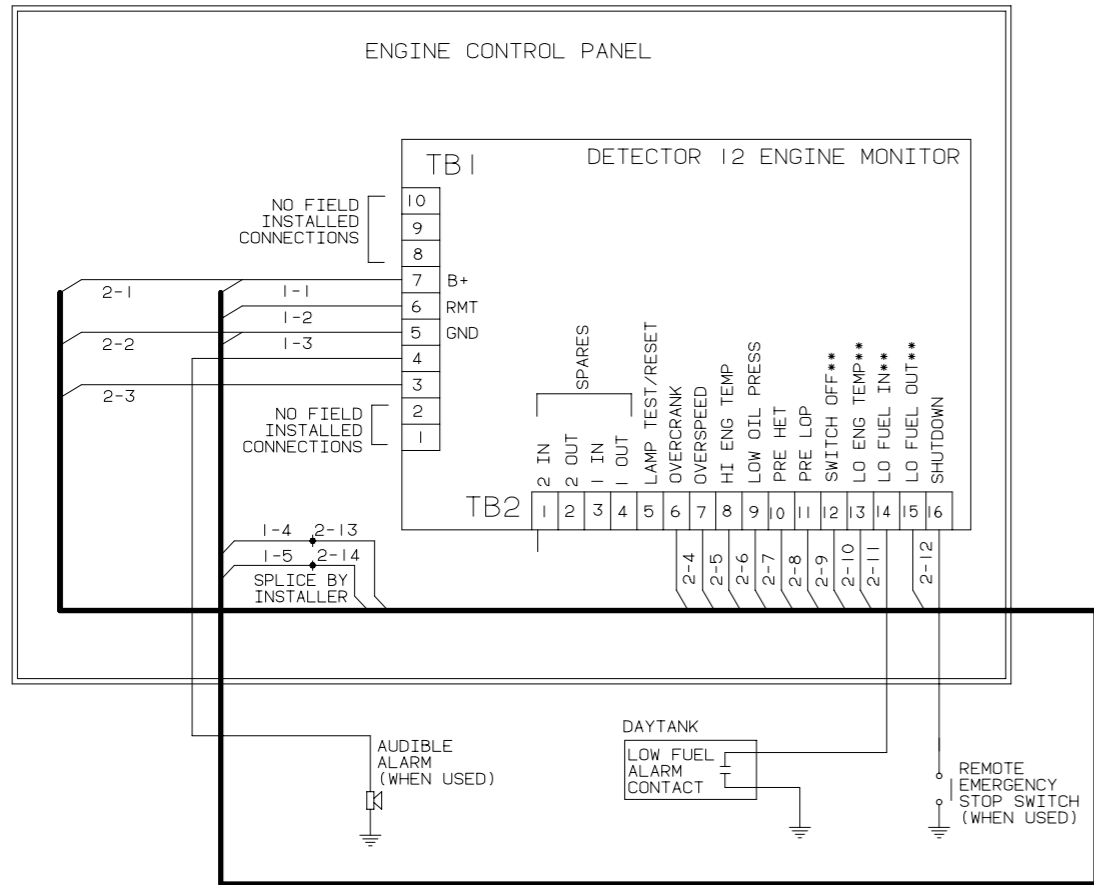 ENGINE CONTROL PANEL
TB1
DETECTOR 12 ENGINE MONITOR
NO FIELD
INSTALLED
CONNECTIONS
10
9
8
7
6
5
4
3
2
1
B+
RMT
GND
2-1
1-1
1-2
2-2
1-3
2-3
NO FIELD
INSTALLED
CONNECTIONS
SPARES
2 IN
2 OUT
1 IN
1 OUT
LAMP TEST/RESET
OVERCRANK
OVERSPEED
HI ENG TEMP
LOW OIL PRESS
PRE HET
PRE LOP
SWITCH OFF**
LO ENG TEMP**
LO FUEL IN**
LO FUEL OUT**
SHUTDOWN
TB2
1 2 3 4 5 6 7 8 9 10 11 12 13 14 15 16
1-4 2-13
1-5 2-14
SPLICE BY
INSTALLER
2-4
2-5
2-6
2-7
2-8
2-9
2-10
2-11
2-12
AUDIBLE
ALARM
(WHEN USED)
DAYTANK
LOW FUEL
ALARM
CONTACT
REMOTE
EMERGENCY
STOP SWITCH
(WHEN USED)